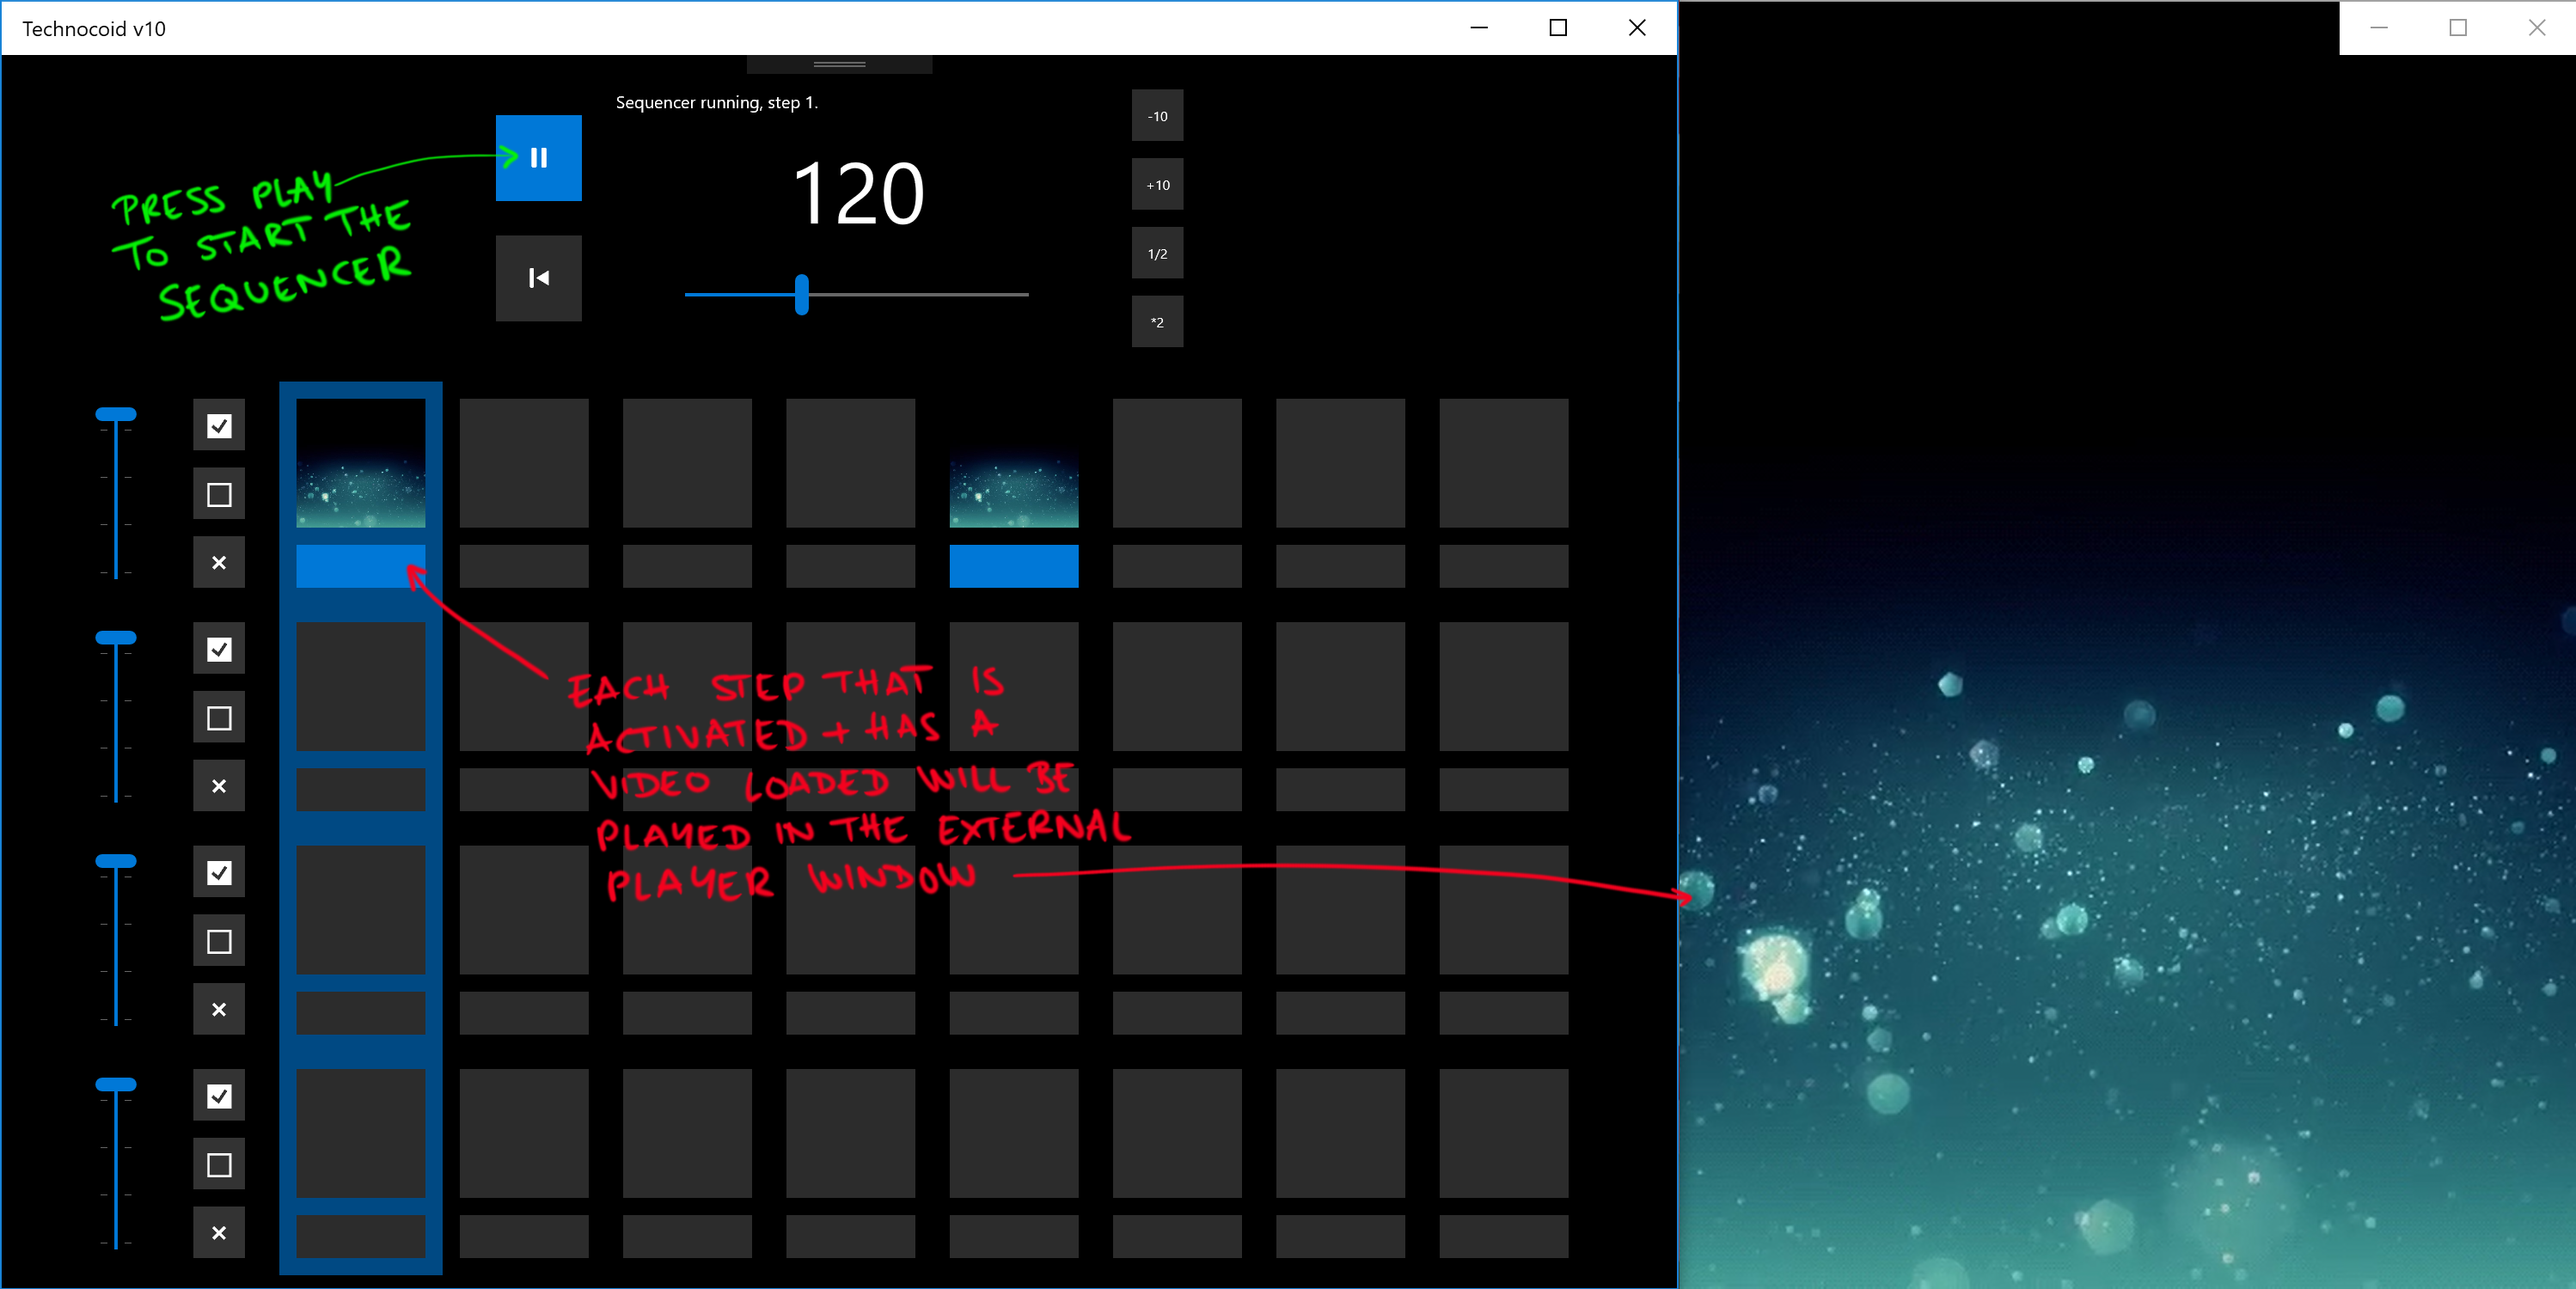 Technocoid v10
Sequencer running, step 1.
-10
120
+10
1/2
*2
PRESS PLAY
TO START THE
SEQUENCER
EACH STEP THAT IS
ACTIVATED + HAS A
VIDEO LOADED WILL BE
PLAYED IN THE EXTERNAL
PLAYER WINDOW